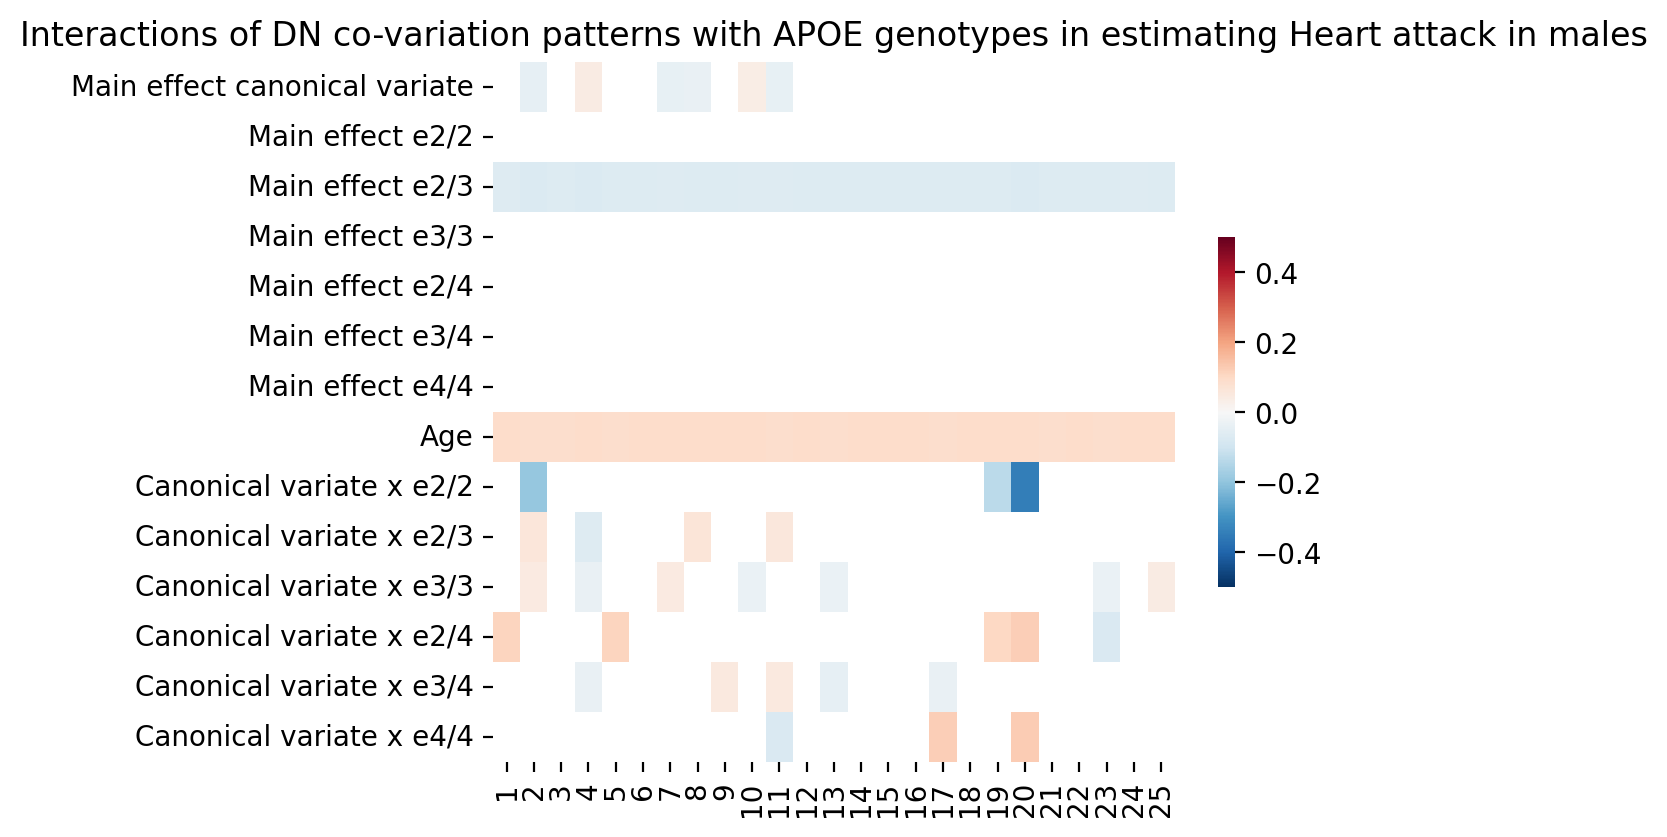 Interactions of DN co-variation patterns with APOE genotypes in estimating Heart attack in males
Main effect canonical variate
Main effect e2/2
Main effect e2/3
Main effect e3/3
Main effect e2/4
Main effect e3/4
Main effect e4/4
Age
Canonical variate x e2/2
Canonical variate x e2/3
Canonical variate x e3/3
Canonical variate x e2/4
Canonical variate x e3/4
Canonical variate x e4/4
1 2 3 4 5 6 7 8 9 10 11 12 13 14 15 16 17 18 19 20 21 22 23 24 25
0.4
0.2
0.0
−0.2
−0.4